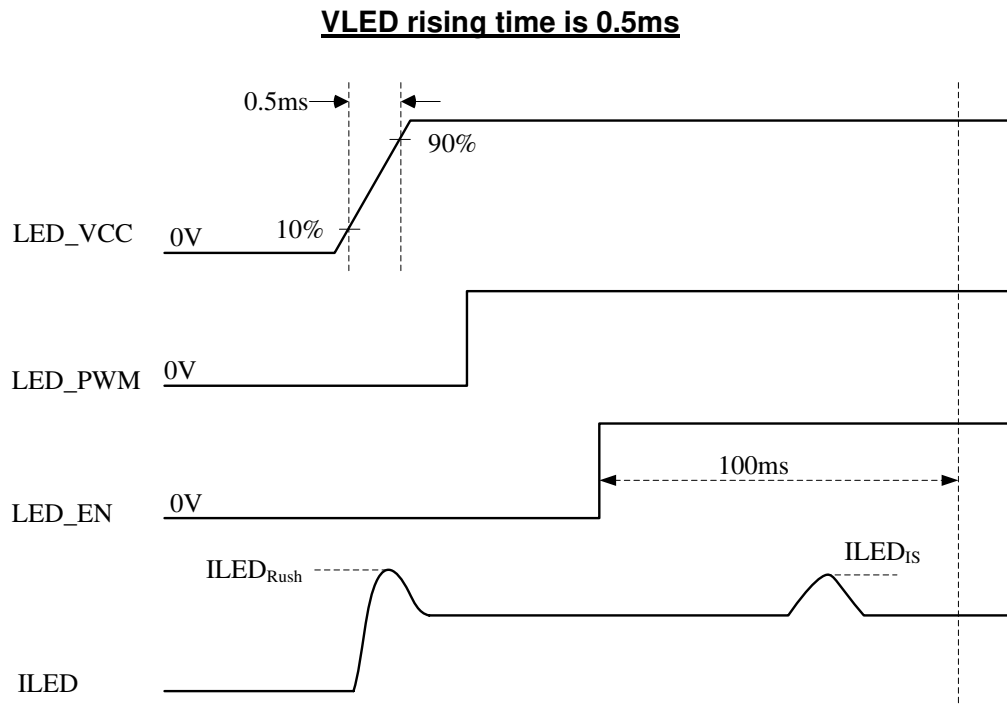 VLED rising time is 0.5ms
0.5ms
90%
10%
LED_VCC
0V
LED_PWM
0V
100ms
LED_EN
0V
ILEDRush
ILEDIS
ILED